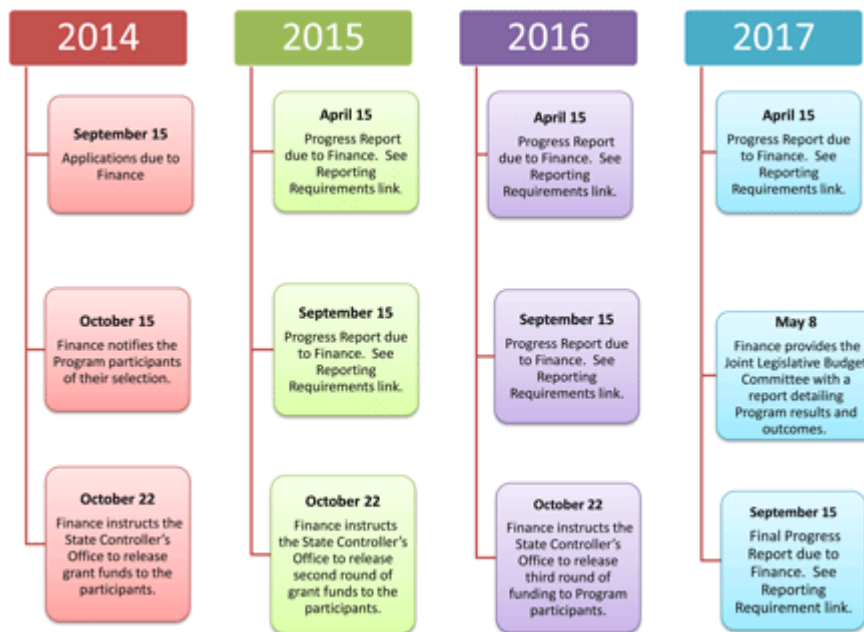 2014
September 15
Applications due to
Finance
October 15
Finance notifies the
Program participants
of their selection.
October 22
Finance instructs the
State Controller's
Office to release
grant funds to the
participants.
2015
April 15
Progress Report
due to Finance. See
Reporting
Requirements link.
September 15
Progress Report due
to Finance. See
Reporting
Requirements link.
October 22
Finance instructs
the State Controller's
Office to release
second round of
grant funds to the
participants.
2016
April 15
Progress Report
due to Finance. See
Reporting
Requirements link.
September 15
Progress Report due
to Finance. See
Reporting
Requirements link.
October 22
Finance instructs the
State Controller's
Office to release
third round of
funding to Program
participants.
2017
April 15
Progress Report
due to Finance. See
Reporting
Requirements link.
May 8
Finance provides the
Joint Legislative Budget
Committee with a
report detailing
Program results and
outcomes.
September 15
Final Progress
Report due to
Finance. See
Reporting
Requirement link.